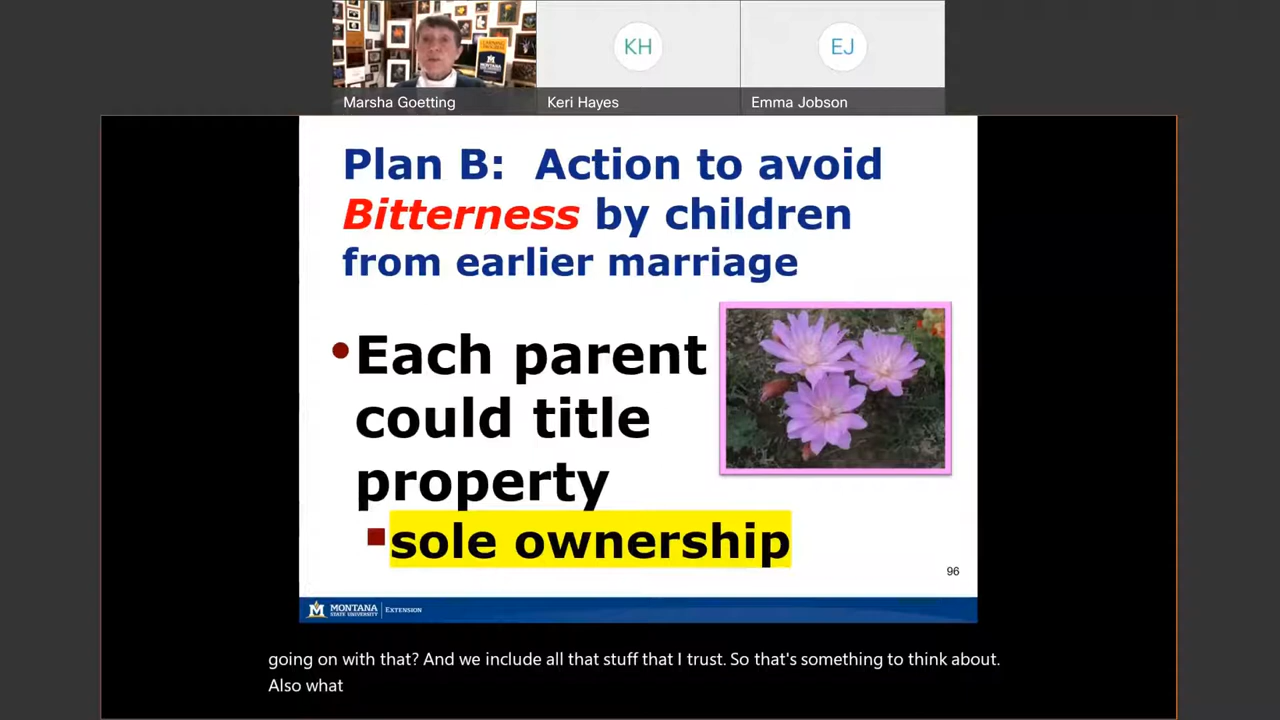 KH
EJ
Marsha Goetting
Keri Hayes
Emma Jobson
Plan B: Action to avoid
Bitterness by children
from earlier marriage
Each parent
could title
property
sole ownership
96
MONTANA
STATE UNIVERSITY
EXTENSION
going on with that? And we include all that stuff that I trust. So that's something to think about.
Also what